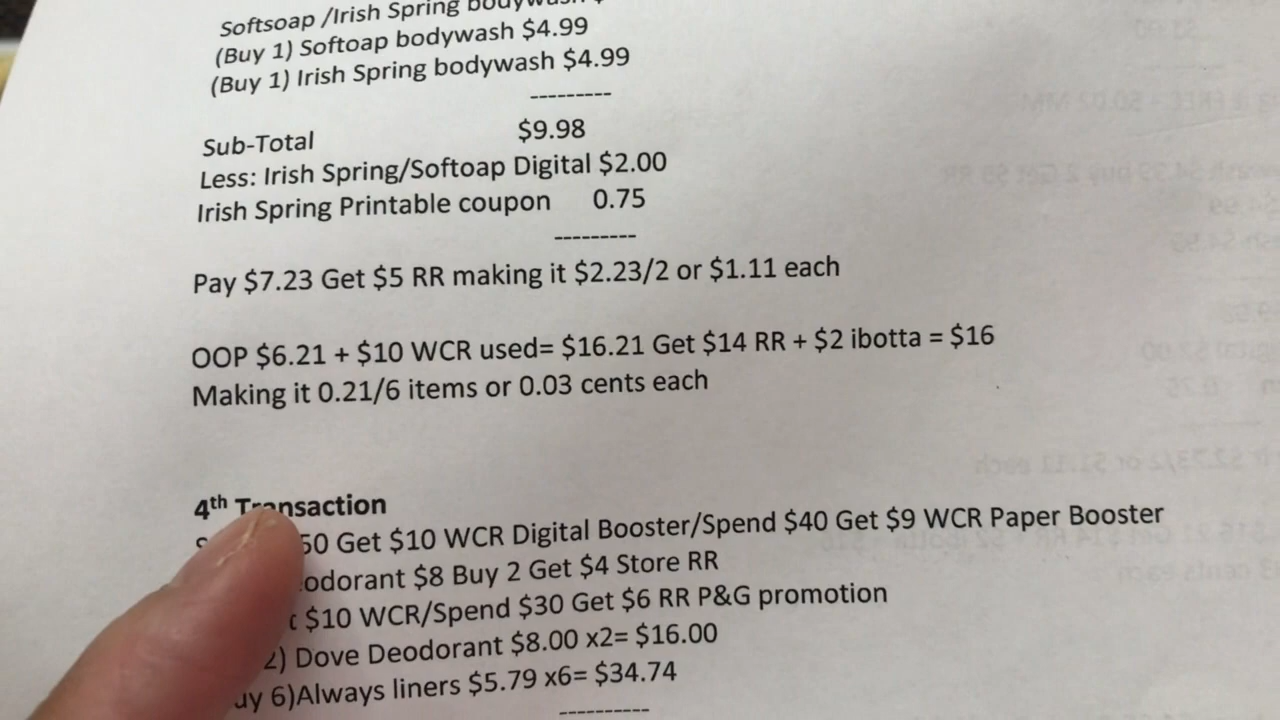 Softsoap /Irish Spring bodywash
(Buy 1) Softoap bodywash $4.99
(Buy 1) Irish Spring bodywash $4.99
---------
Sub-Total $9.98
Less: Irish Spring/Softoap Digital $2.00
Irish Spring Printable coupon 0.75
---------
Pay $7.23 Get $5 RR making it $2.23/2 or $1.11 each
OOP $6.21 + $10 WCR used= $16.21 Get $14 RR + $2 ibotta = $16
Making it 0.21/6 items or 0.03 cents each
4th Transaction
50 Get $10 WCR Digital Booster/Spend $40 Get $9 WCR Paper Booster
odorant $8 Buy 2 Get $4 Store RR
$10 WCR/Spend $30 Get $6 RR P&G promotion
2) Dove Deodorant $8.00 x2= $16.00
uy 6)Always liners $5.79 x6= $34.74
----------